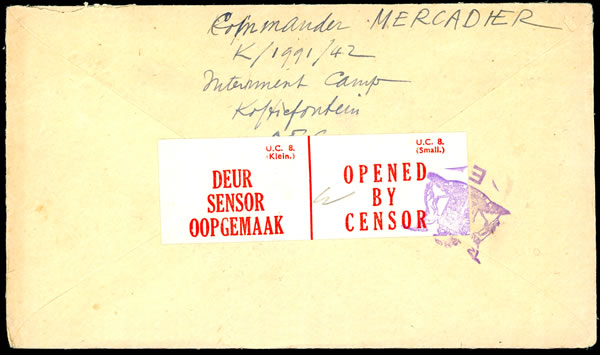 Commander MERCADIER
K/1991/42
Internment Camp
Koffiefontein
U.C. 8.
(Klein.)
DEUR
SENSOR
OOPGEMAAK
U.C. 8.
(Small.)
OPENED
BY
CENSOR